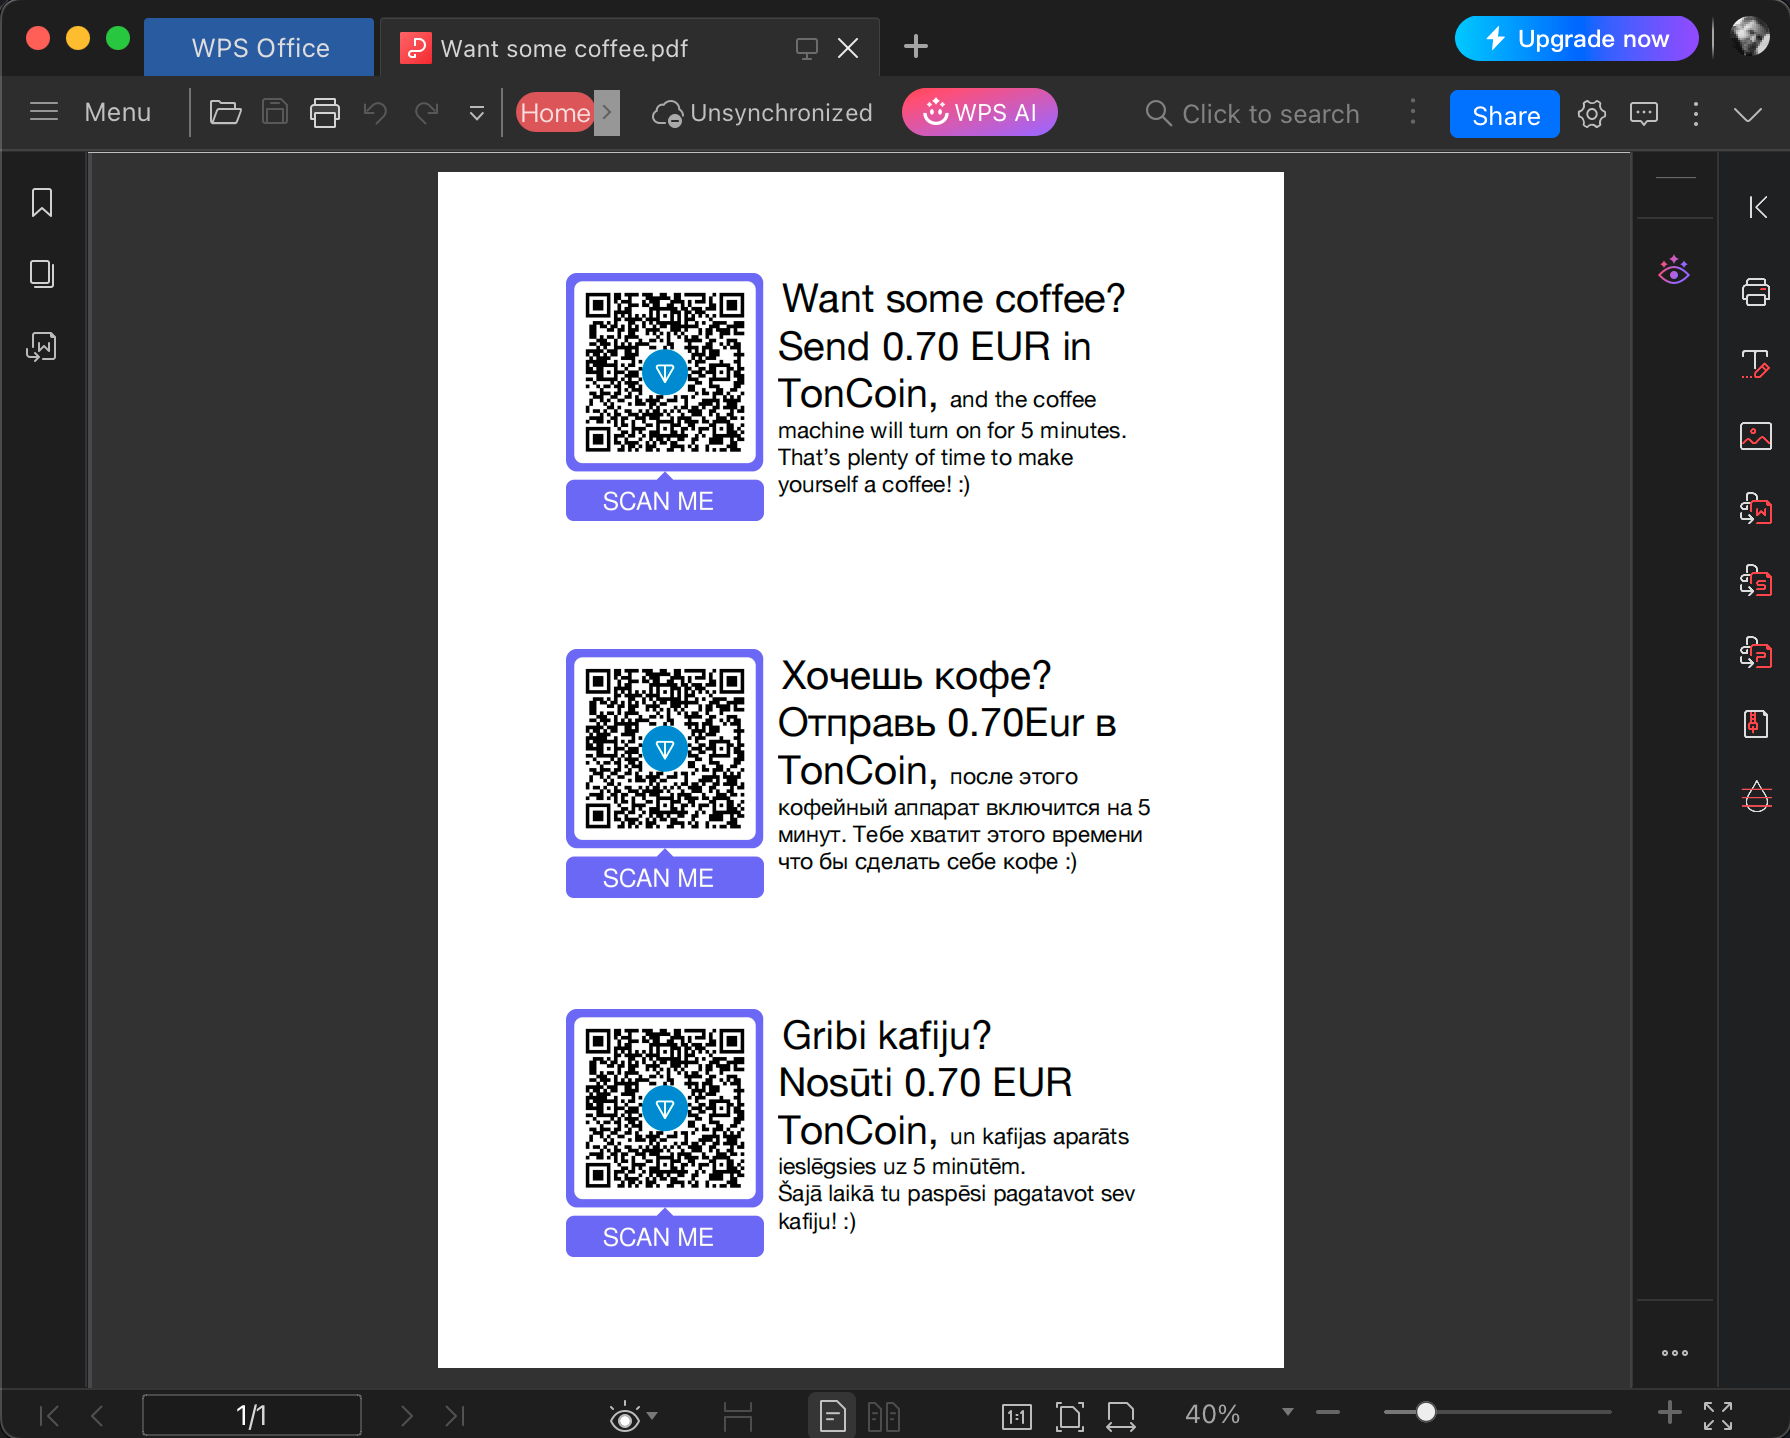 WPS Office
Want some coffee.pdf
Upgrade now
Menu
Home
Unsynchronized
WPS AI
Click to search
Share
Want some coffee?
Send 0.70 EUR in
TonCoin, and the coffee
machine will turn on for 5 minutes.
That’s plenty of time to make
yourself a coffee! :)
SCAN ME
Хочешь кофе?
Отправь 0.70Eur в
TonCoin, после этого
кофейный аппарат включится на 5
минут. Тебе хватит этого времени
что бы сделать себе кофе :)
SCAN ME
Gribi kafiju?
Nosūti 0.70 EUR
TonCoin, un kafijas aparāts
ieslēgsies uz 5 minūtēm.
Šajā laikā tu paspēsi pagatavot sev
kafiju! :)
SCAN ME
1/1
1:1
40%